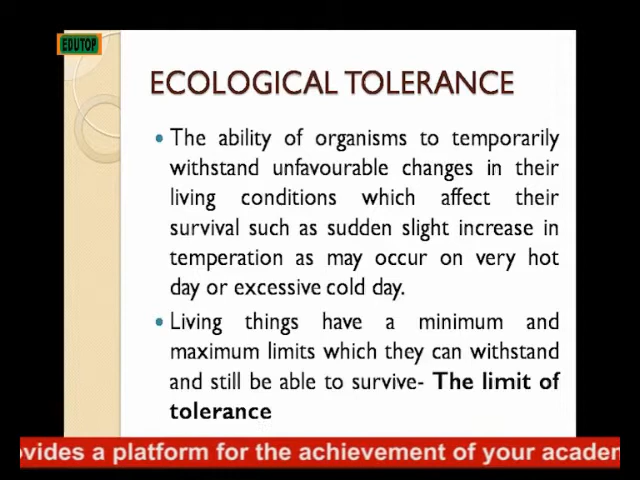 EDUTOP
ECOLOGICAL TOLERANCE
• The ability of organisms to temporarily
withstand unfavourable changes in their
living conditions which affect their
survival such as sudden slight increase in
temperation as may occur on very hot
day or excessive cold day.
• Living things have a minimum and
maximum limits which they can withstand
and still be able to survive- The limit of
tolerance
ovides a platform for the achievement of your academ